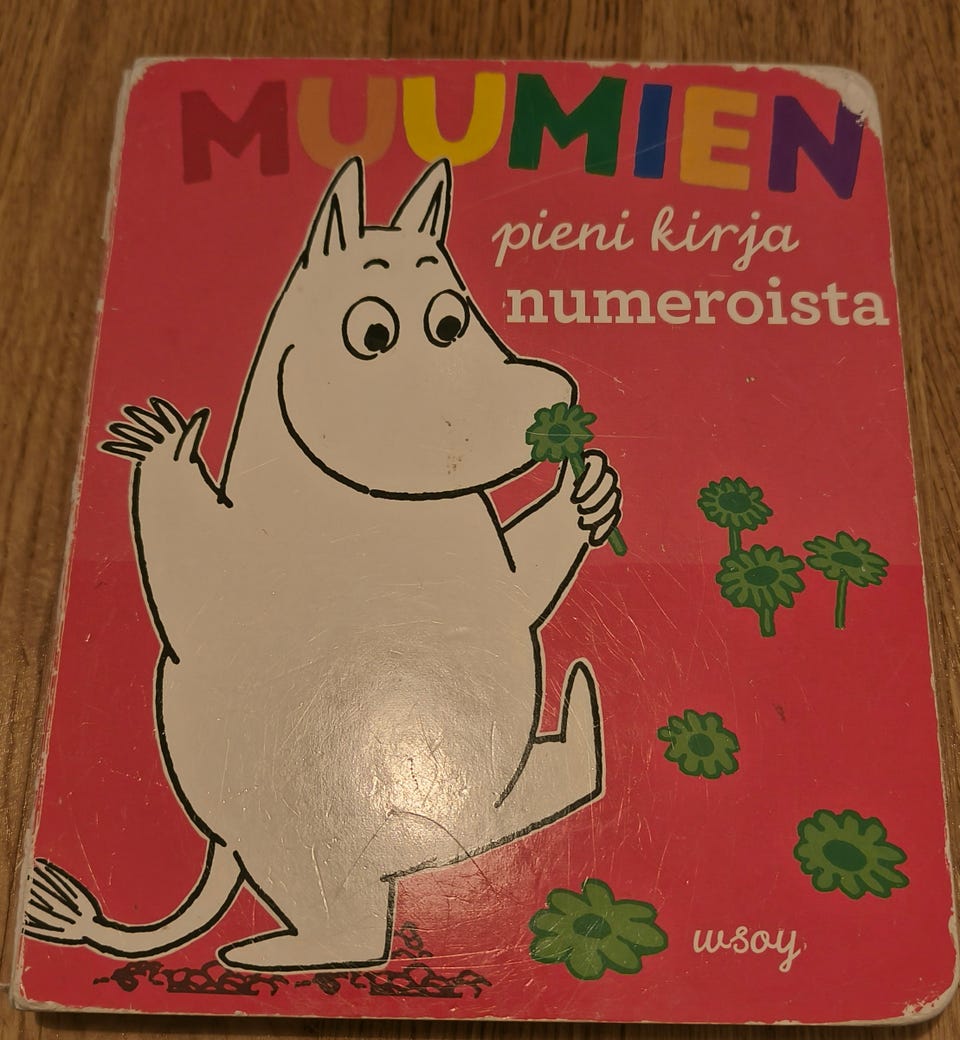 MUUMIEN
pieni kirja
numeroista
wsoy